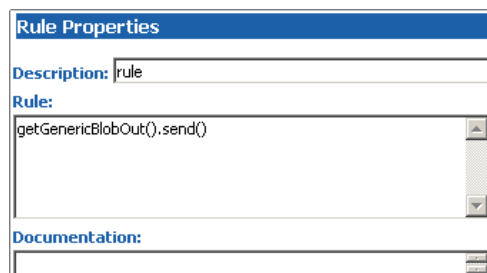 Rule Properties
Description: rule
Rule:
getGenericBlobOut().send()
Documentation: